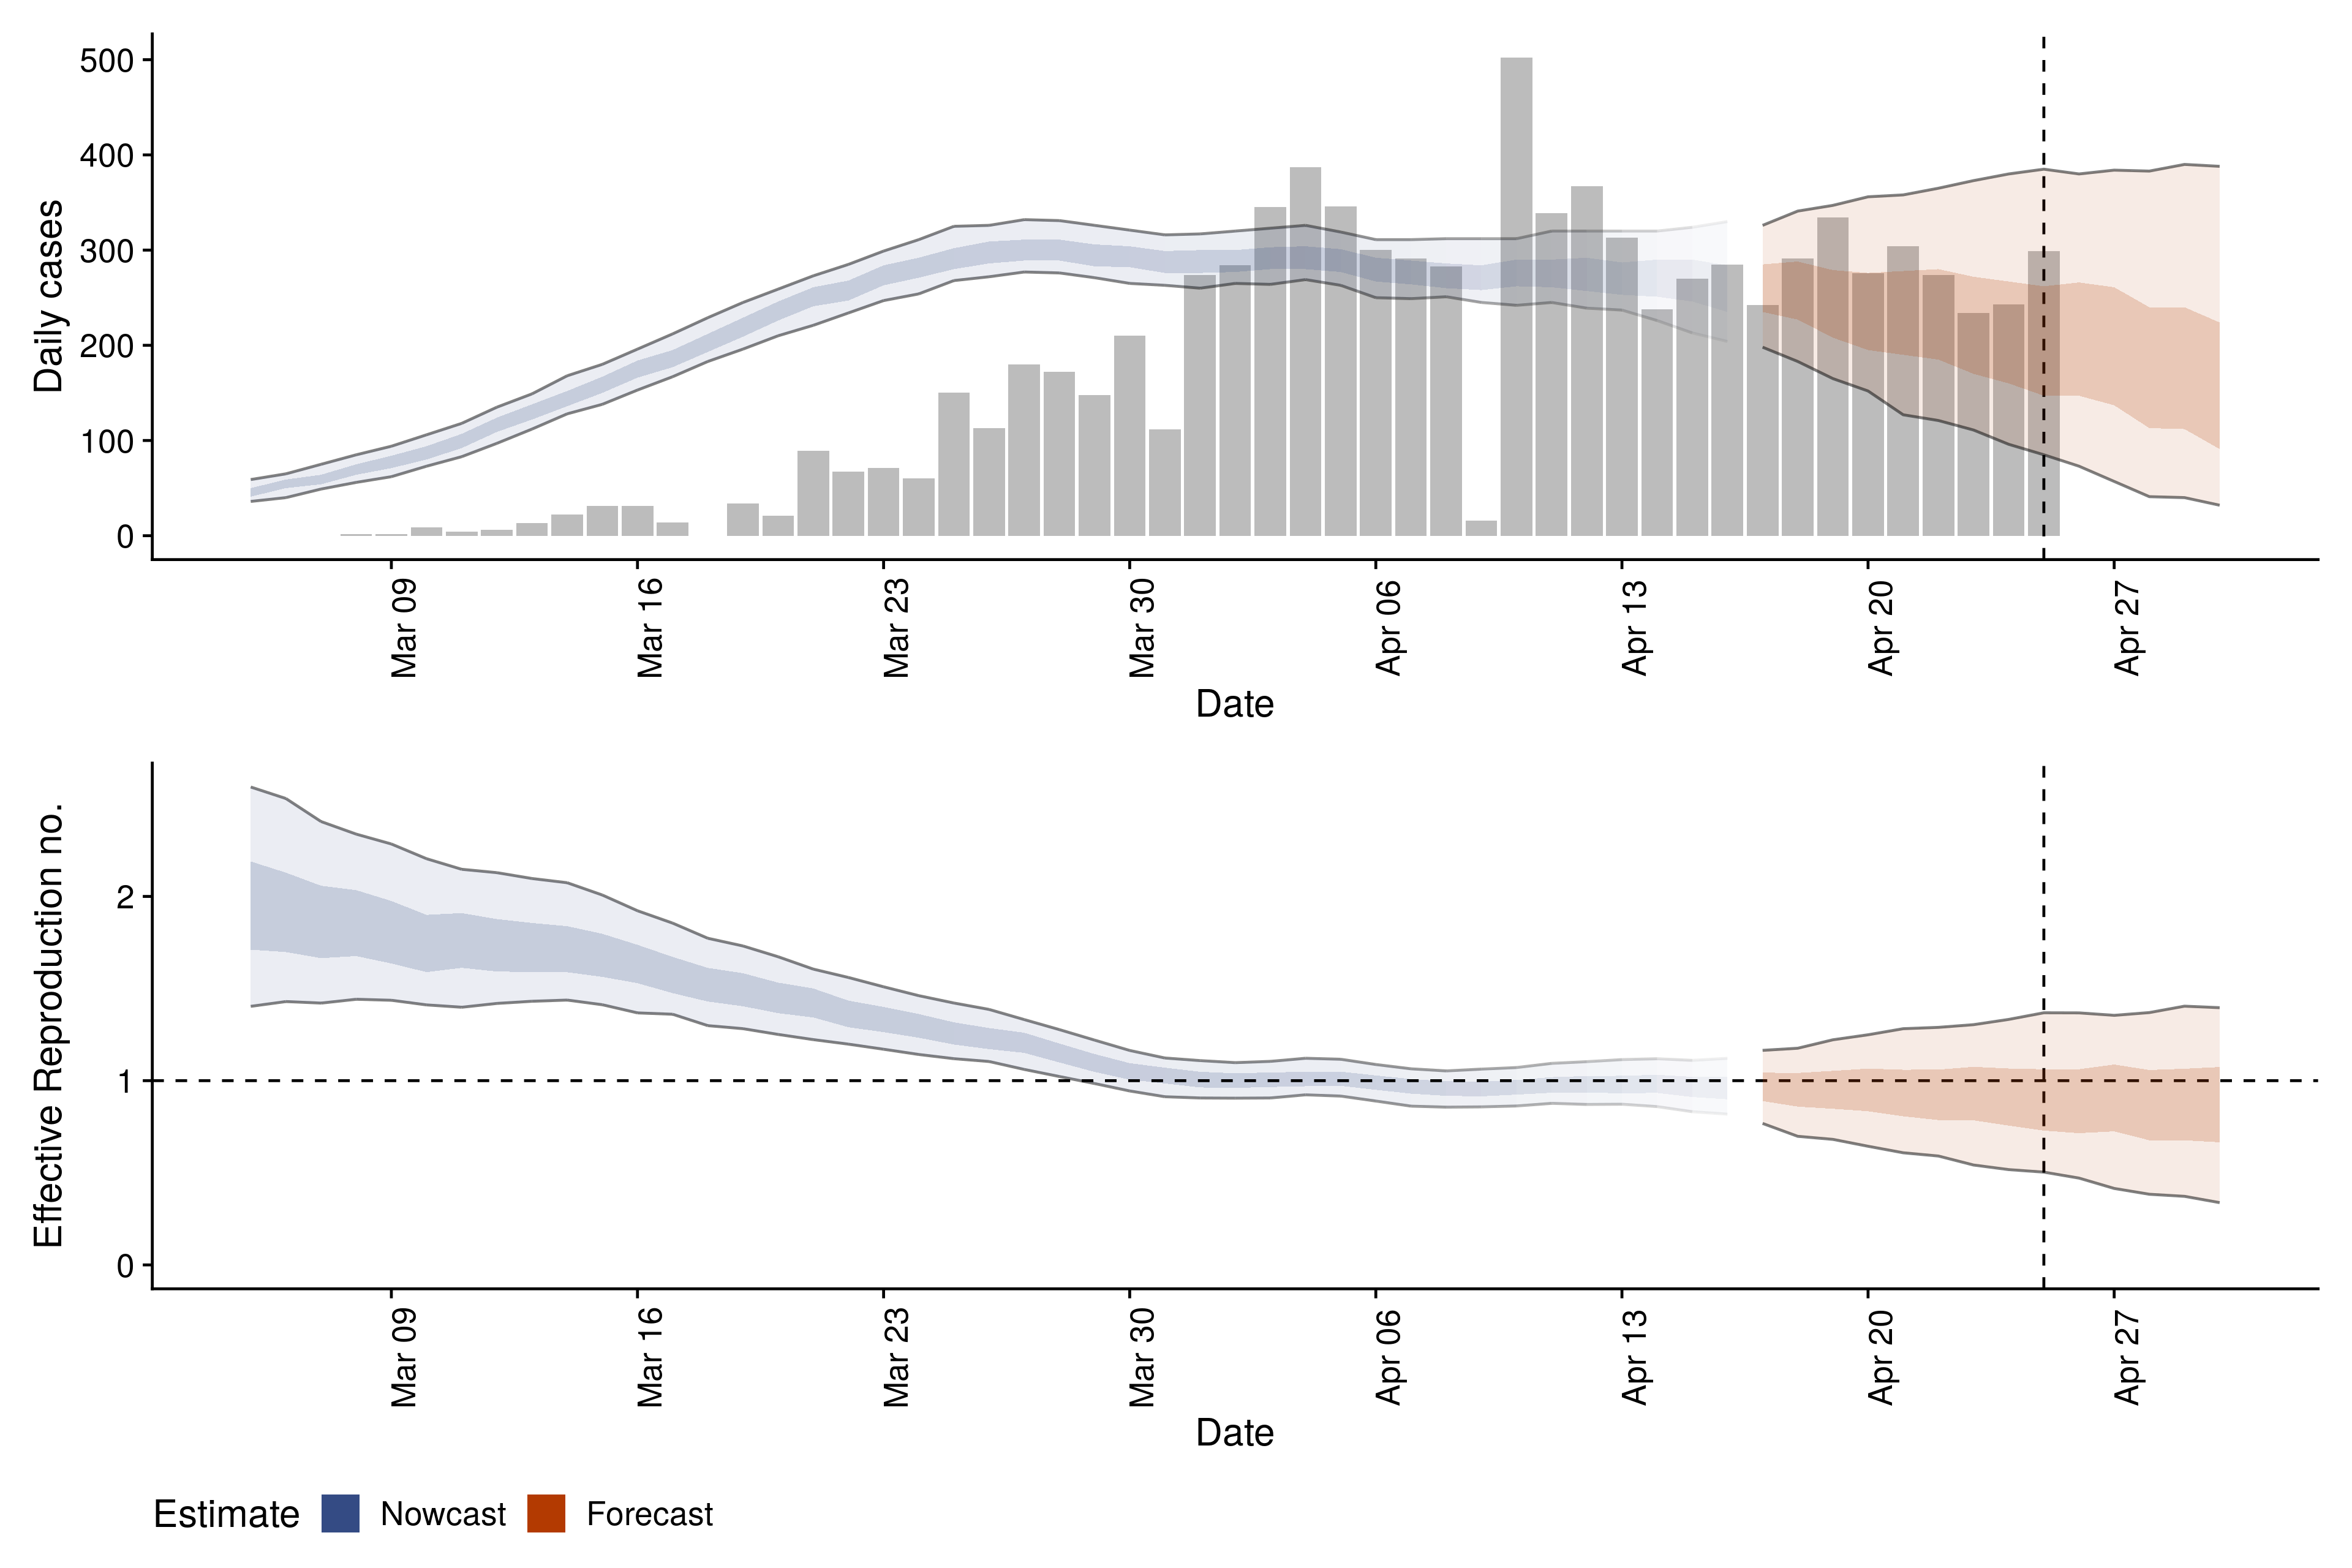 Daily cases
500
400
300
200
100
0
Mar 09
Mar 16
Mar 23
Mar 30
Apr 06
Apr 13
Apr 20
Apr 27
Date
Effective Reproduction no.
2
1
0
Mar 09
Mar 16
Mar 23
Mar 30
Apr 06
Apr 13
Apr 20
Apr 27
Date
Estimate Nowcast Forecast